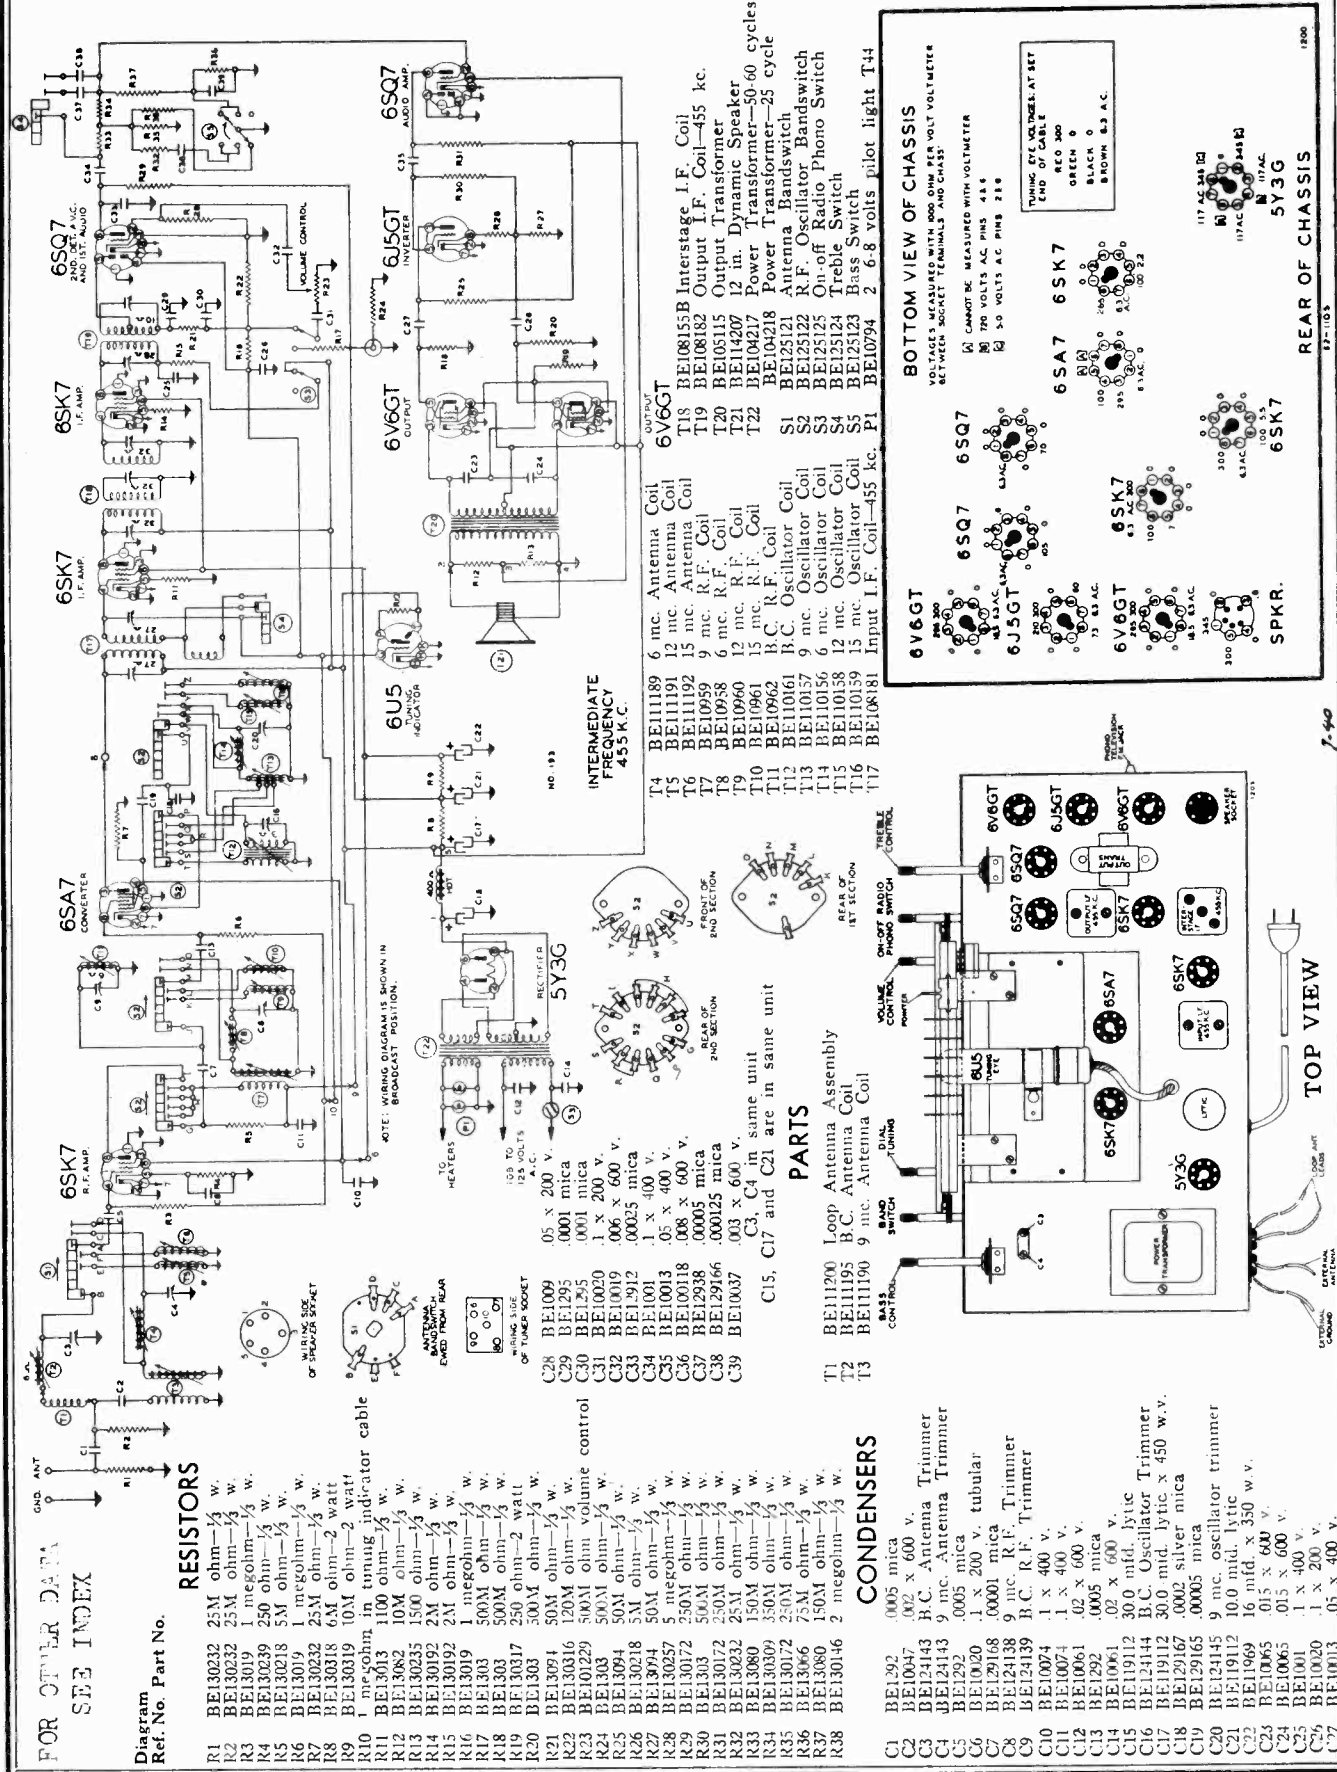 FOR OTHER DATA
SEE INDEX
Diagram
Ref. No. Part No.
RESISTORS
R1 BE130232 25M ohm—1/3 w.
R2 BE130232 25M ohm—1/3 w.
R3 BE13019 1 megohm—1/3 w.
R4 BE130239 250 ohm—1/3 w.
R5 BE130218 5M ohm—1/3 w.
R6 BE13019 1 megohm—1/3 w.
R7 BE130232 25M ohm—1/3 w.
R8 BE130318 6M ohm—2 watt
R9 BE130319 10M ohm—2 watt
R10 1 megohm in tuning indicator cable
R11 BE13013 1100 ohm—1/3 w.
R12 BE13082 10M ohm—1/3 w.
R13 BE130235 1500 ohm—1/3 w.
R14 BE130192 2M ohm—1/3 w.
R15 BE130192 2M ohm—1/3 w.
R16 BE13019 1 megohm—1/3 w.
R17 BE1303 500M ohm—1/3 w.
R18 BE1303 500M ohm—1/3 w.
R19 BE130317 250 ohm—2 watt
R20 BE1303 500M ohm—1/3 w.
R21 BE13094 50M ohm—1/3 w.
R22 BE130316 120M ohm—1/3 w.
R23 BE101229 500M ohm volume control
R24 BE1303 500M ohm—1/3 w.
R25 BE13094 50M ohm—1/3 w.
R26 BE130218 5M ohm—1/3 w.
R27 BE13094 50M ohm—1/3 w.
R28 BE130257 5 megohm—1/3 w.
R29 BE130172 250M ohm—1/3 w.
R30 BE1303 500M ohm—1/3 w.
R31 BE130172 250M ohm—1/3 w.
R32 BE130232 25M ohm—1/3 w.
R33 BE13080 150M ohm—1/3 w.
R34 BE130309 350M ohm—1/3 w.
R35 BE130172 250M ohm—1/3 w.
R36 BE13066 75M ohm—1/3 w.
R37 BE13080 150M ohm—1/3 w.
R38 BE130146 2 megohm—1/3 w.
CONDENSERS
C1 BE1292 .0005 mica
C2 BE10047 .002 x 600 v.
C3 BE124143 B.C. Antenna Trimmer
C4 BE124143 9 mc. Antenna Trimmer
C5 BE1292 .0005 mica
C6 BE10020 .1 x 200 v. tubular
C7 BE129168 .00001 mica
C8 BE124138 9 mc. R.F. Trimmer
C9 BE124139 B.C. R.F. Trimmer
C10 BE10074 .1 x 400 v.
C11 BE10074 .1 x 400 v.
C12 BE10061 .02 x 600 v.
C13 BE1292 .0005 mica
C14 BE10061 .02 x 600 v.
C15 BE119112 30.0 mfd. lytic
C16 BE124144 B.C. Oscillator Trimmer
C17 BE119112 30.0 mfd. lytic x 450 w.v.
C18 BE129167 .0002 silver mica
C19 BE129165 .0005 mica
C20 BE124145 9 mc. oscillator trimmer
C21 BE119112 10.0 mfd. lytic
C22 BE11969 16 mfd. x 350 w.v.
C23 BE10065 .015 x 600 v.
C24 BE10065 .015 x 600 v.
C25 BE1001 .1 x 400 v.
C26 BE10020 .1 x 200 v.
C27 BE10013 .05 x 400 v.
C28 BE1009 .05 x 200 v.
C29 BE1295 .0001 mica
C30 BE1295 .0001 mica
C31 BE10020 .1 x 200 v.
C32 BE10019 .006 x 600 v.
C33 BE12912 .00025 mica
C34 BE1001 .1 x 400 v.
C35 BE10013 .05 x 400 v.
C36 BE100118 .008 x 600 v.
C37 BE12938 .00005 mica
C38 BE129166 .000125 mica
C39 BE10037 .003 x 600 v.
C3, C4 in same unit
C15, C17 and C21 are in same unit
PARTS
T1 BE111200 Loop Antenna Assembly
T2 BE111195 B.C. Antenna Coil
T3 BE111190 9 mc. Antenna Coil
T4 BE111189 6 mc. Antenna Coil
T5 BE111191 12 mc. Antenna Coil
T6 BE111192 15 mc. Antenna Coil
T7 BE10959 9 mc. R.F. Coil
T8 BE10958 6 mc. R.F. Coil
T9 BE10960 12 mc. R.F. Coil
T10 BE10961 15 mc. R.F. Coil
T11 BE10962 B.C. R.F. Coil
T12 BE110161 B.C. Oscillator Coil
T13 BE110157 9 mc. Oscillator Coil
T14 BE110156 6 mc. Oscillator Coil
T15 BE110158 12 mc. Oscillator Coil
T16 BE110159 15 mc. Oscillator Coil
T17 BE108181 Input I.F. Coil—455 kc.
T18 BE108155B Interstage I.F. Coil
T19 BE108182 Output I.F. Coil—455 kc.
T20 BE105115 Output Transformer
T21 BE114207 12 in. Dynamic Speaker
T22 BE104217 Power Transformer—50-60 cycles
BE104218 Power Transformer—25 cycle
S1 BE125121 Antenna Bandswitch
S2 BE125122 R.F. Oscillator Bandswitch
S3 BE125125 On-off Radio Phono Switch
S4 BE125124 Treble Switch
S5 BE125123 Bass Switch
P1 BE10794 2 6-8 volts pilot light T44
GND. ANT
6SK7
R.F. AMP.
6SA7
CONVERTER
6SK7
I.F. AMP.
6SK7
I.F. AMP.
6SQ7
2ND. DET. A.V.C.
AND 1ST. AUDIO
6SQ7
AUDIO AMP.
6J5GT
INVERTER
6V6GT
OUTPUT
OUTPUT
6V6GT
6U5
TUNING
INDICATOR
VOLUME CONTROL
RECTIFIER
5Y3G
TO
HEATERS
105 TO
125 VOLTS
A.C.
NOTE: WIRING DIAGRAM IS SHOWN IN
BROADCAST POSITION.
NO. 193
INTERMEDIATE
FREQUENCY
455 K.C.
WIRING SIDE
OF SPEAKER SOCKET
ANTENNA
BANDSWITCH
EWED FROM REAR
WIRING SIDE
OF TUNER SOCKET
REAR OF
2ND SECTION
FRONT OF
2ND SECTION
REAR OF
1ST SECTION
BASS
CONTROL
BAND
SWITCH
DIAL
TUNING
VOLUME
CONTROL
POINTER
ON-OFF RADIO
PHONO SWITCH
TREBLE
CONTROL
PHONO
TELEVISION
F.M. JACK
POWER
TRANSFORMER
5Y3G
LYTIC
6SK7
6U5
TUNING
EYE
6SA7
6SK7
INPUT I.F.
455 K.C.
6SQ7
6SQ7
OUTPUT I.F.
455 K.C.
6SK7
INTER
STAGE
I.F.
455 K.C.
OUTPUT
TRANS
6V6GT
6J5GT
6V6GT
SPEAKER
SOCKET
1203
EXTERNAL
GROUND
EXTERNAL
ANTENNA
LOOP ANT
LEADS
TOP VIEW
BOTTOM VIEW OF CHASSIS
VOLTAGES MEASURED WITH 1000 OHM PER VOLT VOLTMETER
BETWEEN SOCKET TERMINALS AND CHASSIS
CANNOT BE MEASURED WITH VOLTMETER
720 VOLTS AC PINS 4 & 6
5.0 VOLTS AC PINS 2 & 8
TUNING EYE VOLTAGES: AT SET
END OF CABLE
RED 300
GREEN 0
BLACK 0
BROWN 6.3 A.C.
6V6GT
6J5GT
6V6GT
SPKR.
6SQ7
6SQ7
6SA7
6SK7
6SK7
6SK7
5Y3G
REAR OF CHASSIS
1200
82-1105